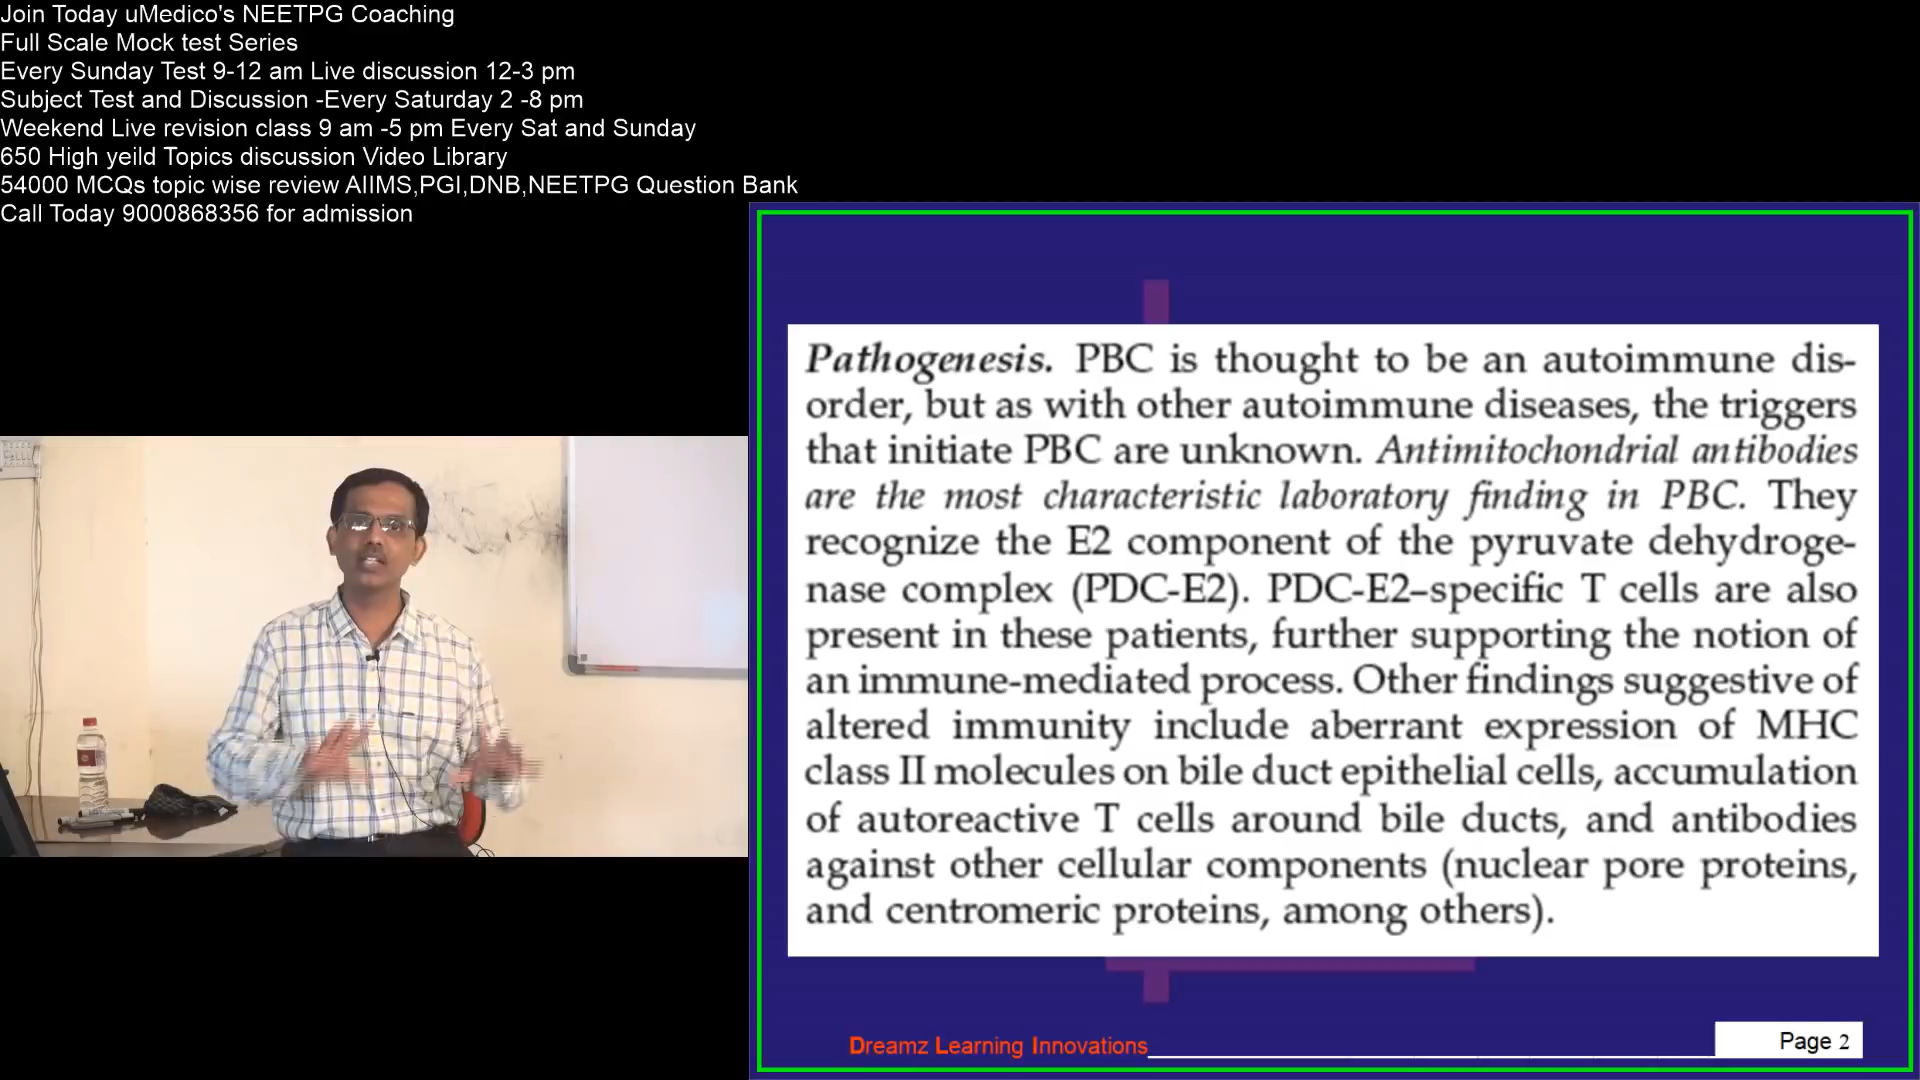 Join Today uMedico's NEETPG Coaching
Full Scale Mock test Series
Every Sunday Test 9-12 am Live discussion 12-3 pm
Subject Test and Discussion -Every Saturday 2 -8 pm
Weekend Live revision class 9 am -5 pm Every Sat and Sunday
650 High yeild Topics discussion Video Library
54000 MCQs topic wise review AIIMS,PGI,DNB,NEETPG Question Bank
Call Today 9000868356 for admission
Pathogenesis. PBC is thought to be an autoimmune dis-
order, but as with other autoimmune diseases, the triggers
that initiate PBC are unknown. Antimitochondrial antibodies
are the most characteristic laboratory finding in PBC. They
recognize the E2 component of the pyruvate dehydroge-
nase complex (PDC-E2). PDC-E2–specific T cells are also
present in these patients, further supporting the notion of
an immune-mediated process. Other findings suggestive of
altered immunity include aberrant expression of MHC
class II molecules on bile duct epithelial cells, accumulation
of autoreactive T cells around bile ducts, and antibodies
against other cellular components (nuclear pore proteins,
and centromeric proteins, among others).
Dreamz Learning Innovations
Page 2